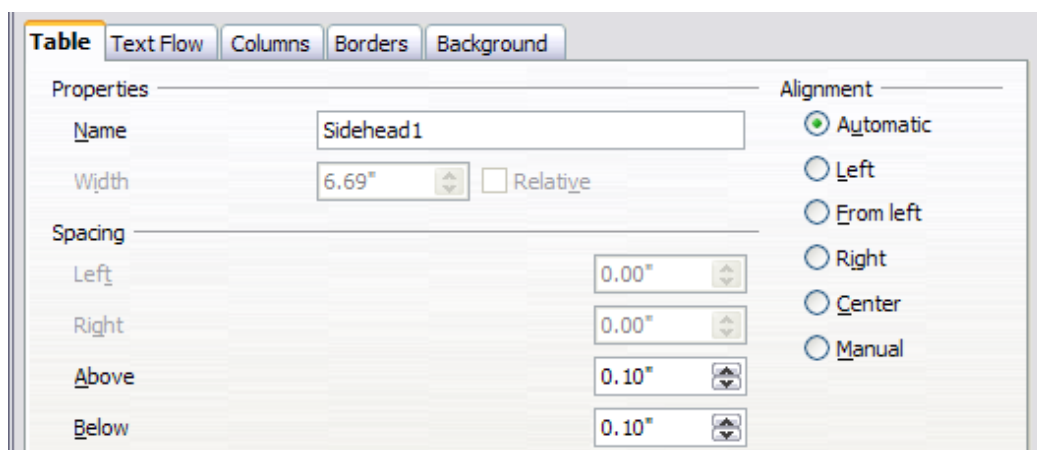 Table Text Flow Columns Borders Background
Properties
Name Sidehead1
Width 6.69" Relative
Spacing
Left 0.00"
Right 0.00"
Above 0.10"
Below 0.10"
Alignment
Automatic
Left
From left
Right
Center
Manual